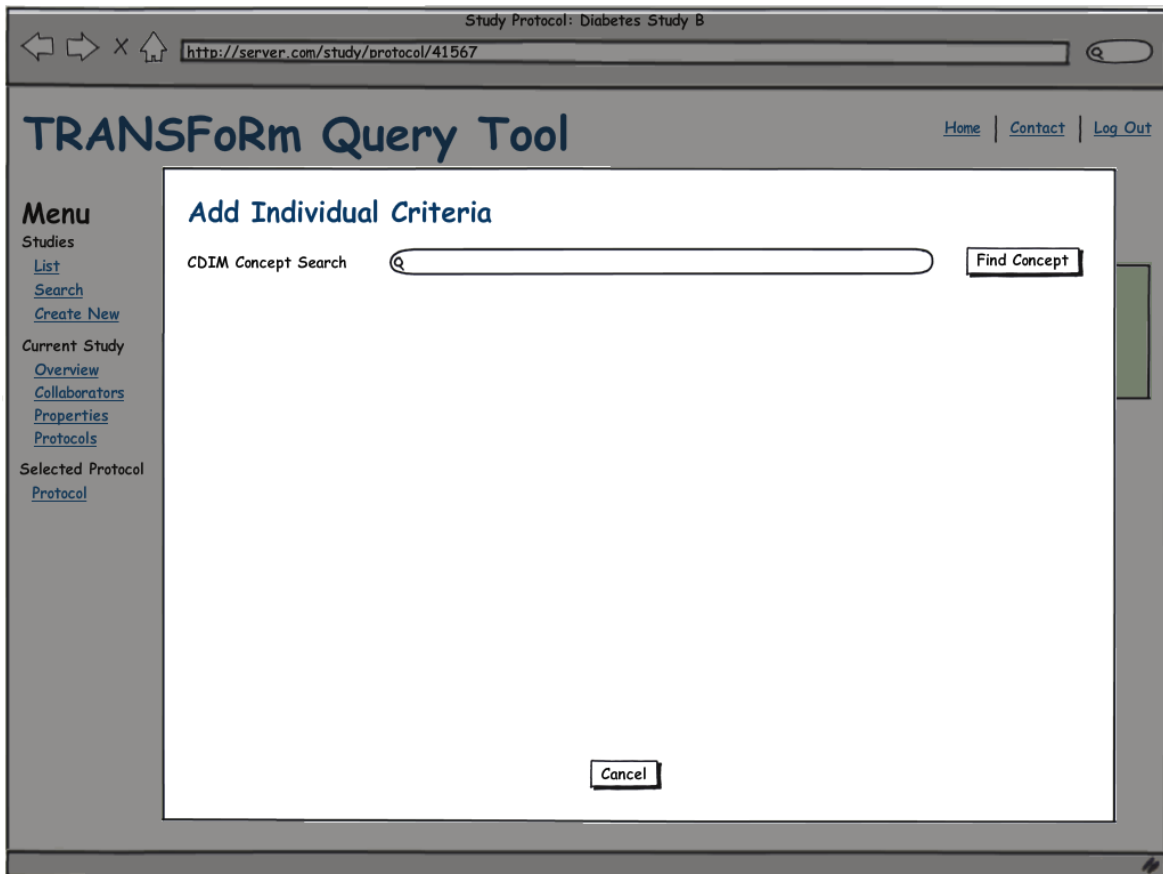 Study Protocol: Diabetes Study B
http://server.com/study/protocol/41567
TRANSFoRm Query Tool
Home | Contact | Log Out
Menu
Studies
List
Search
Create New
Current Study
Overview
Collaborators
Properties
Protocols
Selected Protocol
Protocol
Add Individual Criteria
CDIM Concept Search
Find Concept
Cancel